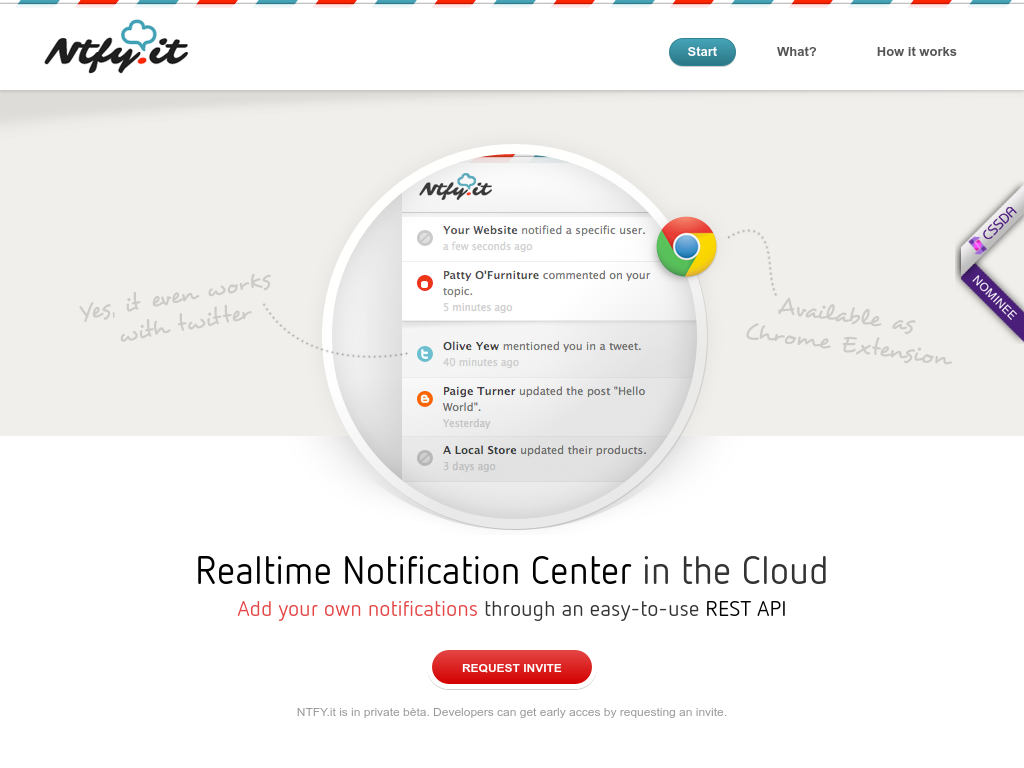 Ntfy.it
Start
What?
How it works
Ntfy.it
Your Website notified a specific user.
a few seconds ago
Patty O'Furniture commented on your
topic.
5 minutes ago
Olive Yew mentioned you in a tweet.
40 minutes ago
Paige Turner updated the post "Hello
World".
Yesterday
A Local Store updated their products.
3 days ago
Yes, it even works
with twitter
Available as
Chrome Extension
CSSDA
NOMINEE
Realtime Notification Center in the Cloud
Add your own notifications through an easy-to-use REST API
REQUEST INVITE
NTFY.it is in private bèta. Developers can get early acces by requesting an invite.